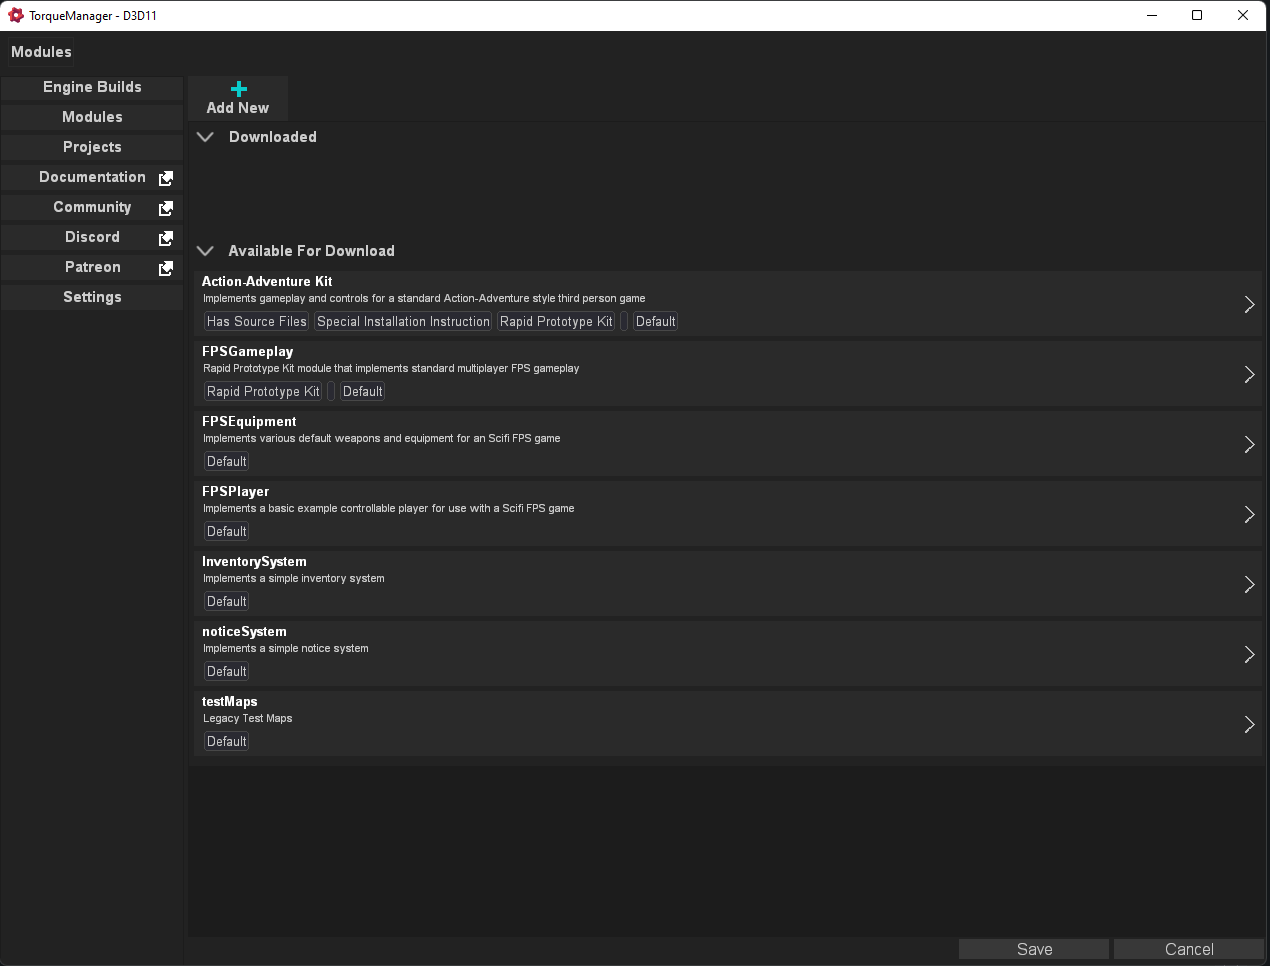 TorqueManager - D3D11
Modules
Engine Builds
Modules
Projects
Documentation
Community
Discord
Patreon
Settings
Add New
Downloaded
Available For Download
Action-Adventure Kit
Implements gameplay and controls for a standard Action-Adventure style third person game
Has Source Files Special Installation Instruction Rapid Prototype Kit Default
FPSGameplay
Rapid Prototype Kit module that implements standard multiplayer FPS gameplay
Rapid Prototype Kit Default
FPSEquipment
Implements various default weapons and equipment for an Scifi FPS game
Default
FPSPlayer
Implements a basic example controllable player for use with a Scifi FPS game
Default
InventorySystem
Implements a simple inventory system
Default
noticeSystem
Implements a simple notice system
Default
testMaps
Legacy Test Maps
Default
Save Cancel